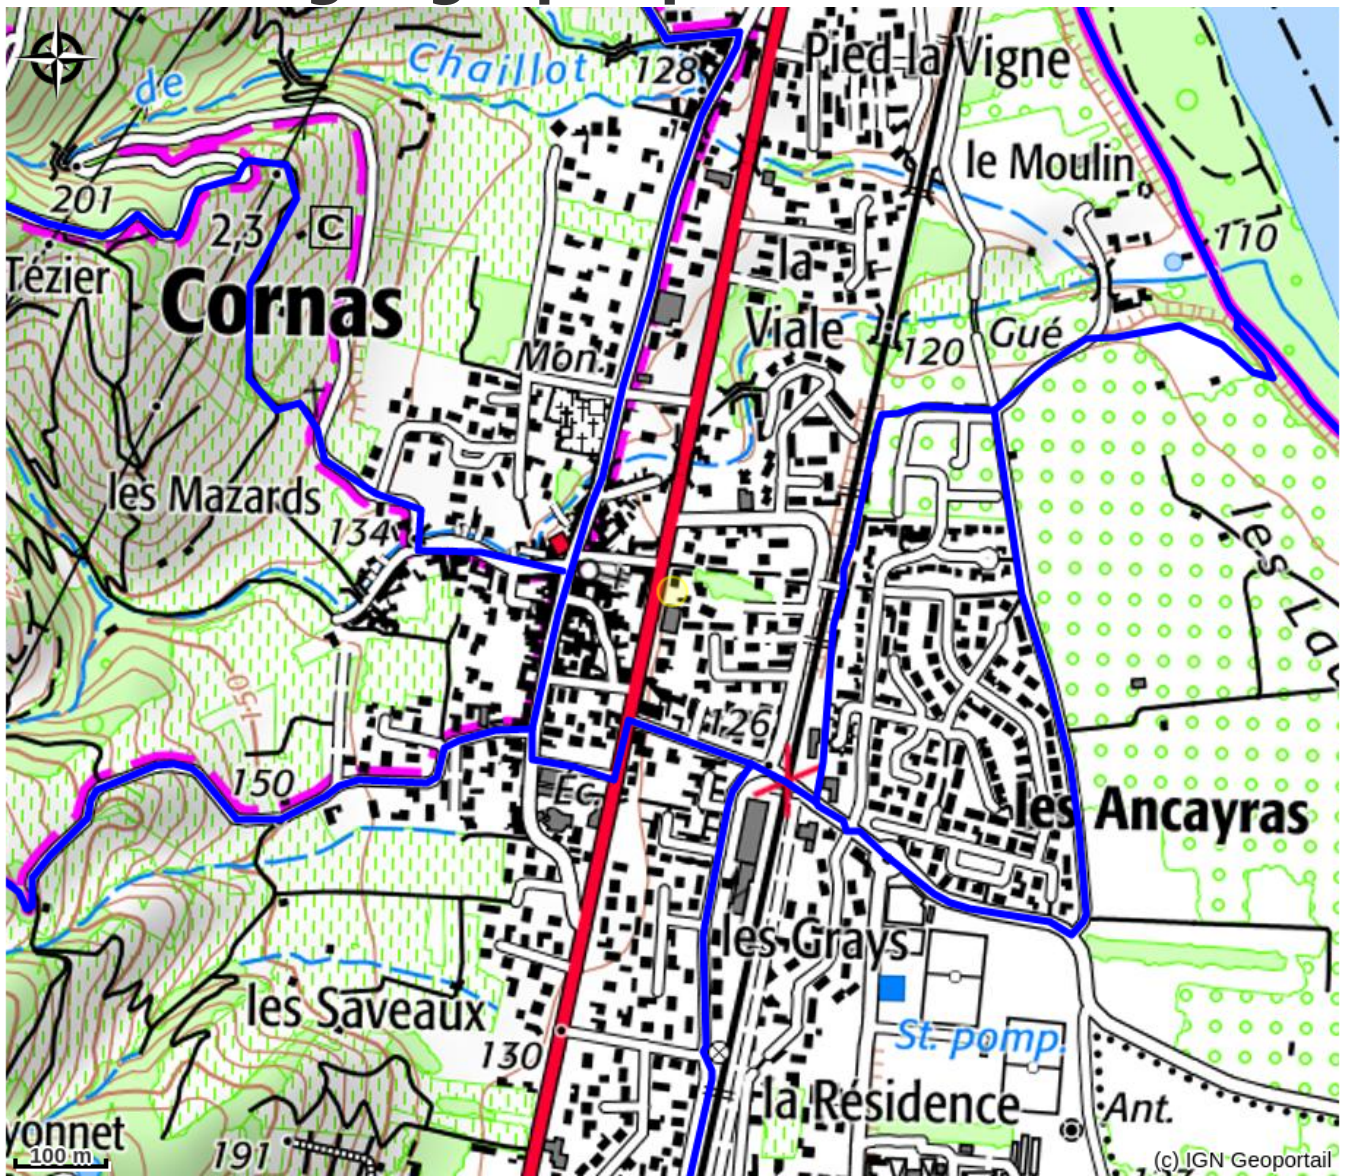 Chaillot
de
128
Pied-la-Vigne
le Moulin
201
2,3
C
110
Tézier
Cornas
la
Viale
Mon.
120
Gué
les Mazards
134
les
150
126
150
Ec.
les Ancayras
les Grays
les Saveaux
130
St. pomp.
la Résidence
Ant.
yonnet
100 m
191
(c) IGN Geoportail